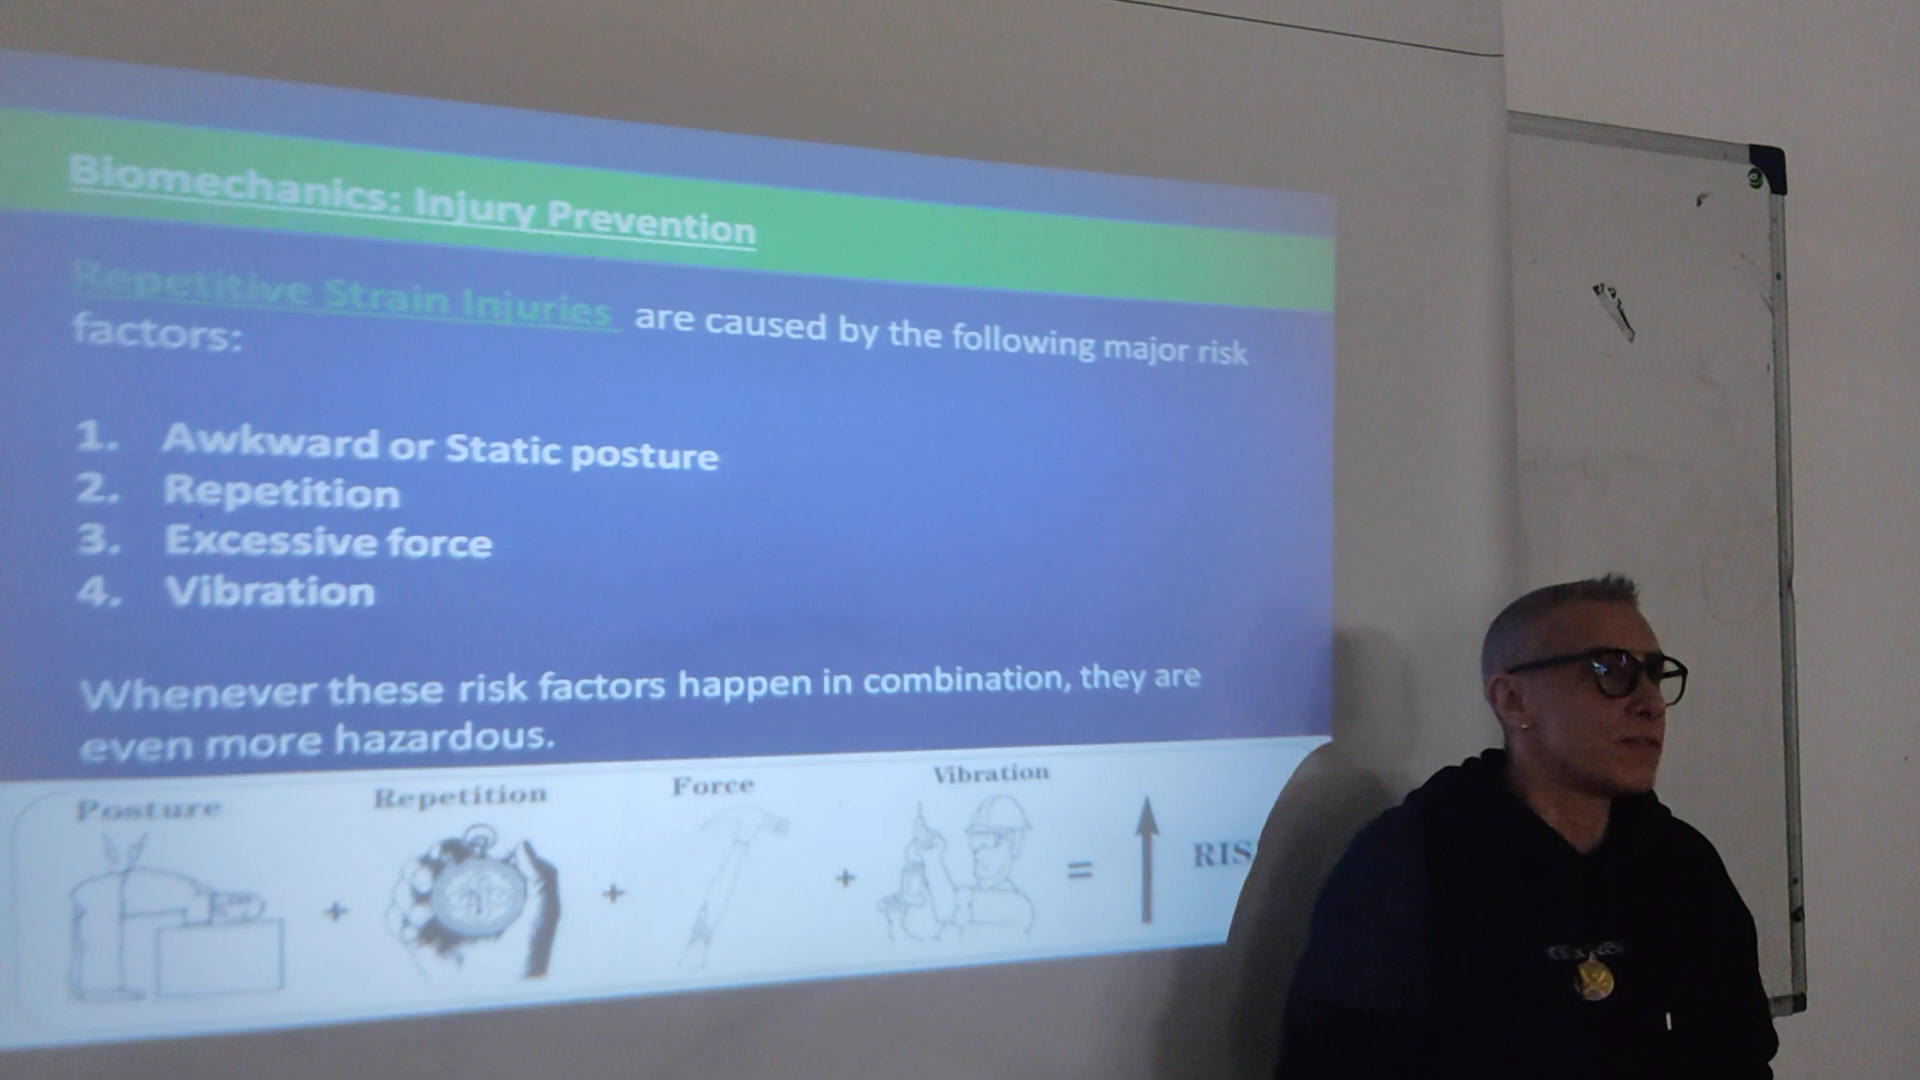 Biomechanics: Injury Prevention
Repetitive Strain Injuries are caused by the following major risk
factors:
1. Awkward or Static posture
2. Repetition
3. Excessive force
4. Vibration
Whenever these risk factors happen in combination, they are
even more hazardous.
Posture + Repetition + Force + Vibration = RIS